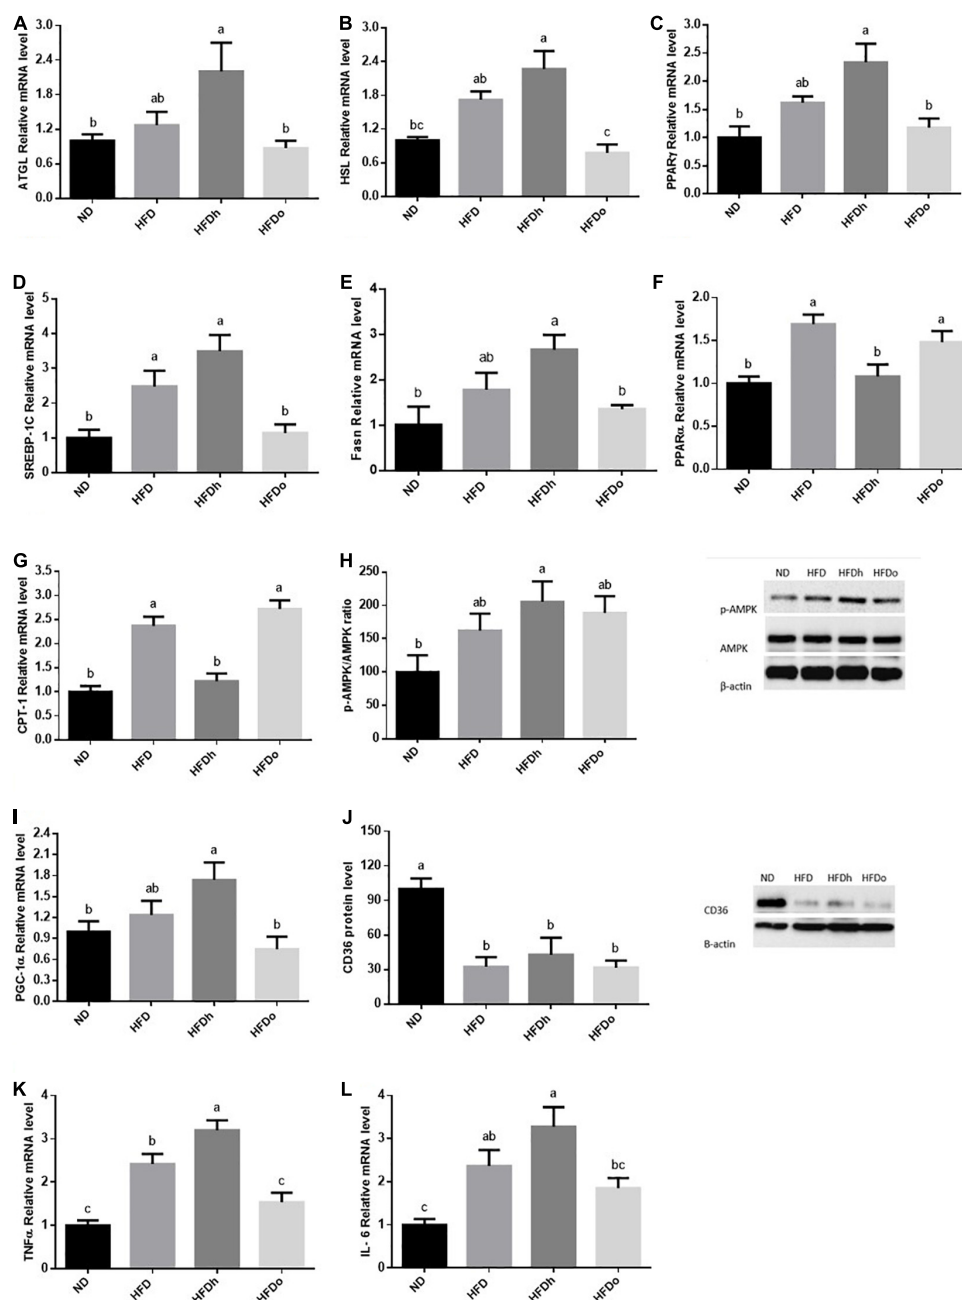 A
ATGL Relative mRNA level
3.0
2.4
1.8
1.2
0.6
0.0
b
ab
a
b
ND
HFD
HFDh
HFDo
B
HSL Relative mRNA level
3.0
2.4
1.8
1.2
0.6
0.0
bc
ab
a
c
ND
HFD
HFDh
HFDo
C
PPARγ Relative mRNA level
3.0
2.5
2.0
1.5
1.0
0.5
0.0
b
ab
a
b
ND
HFD
HFDh
HFDo
D
SREBP-1C Relative mRNA level
5
4
3
2
1
0
b
a
a
b
ND
HFD
HFDh
HFDo
E
Fasn Relative mRNA level
4
3
2
1
0
b
ab
a
b
ND
HFD
HFDh
HFDo
F
PPARα Relative mRNA level
2.0
1.5
1.0
0.5
0.0
b
a
b
a
ND
HFD
HFDh
HFDo
G
CPT-1 Relative mRNA level
3.5
3.0
2.5
2.0
1.5
1.0
0.5
0.0
b
a
b
a
ND
HFD
HFDh
HFDo
H
p-AMPK/AMPK ratio
250
200
150
100
50
0
b
ab
a
ab
ND
HFD
HFDh
HFDo
ND HFD HFDh HFDo
p-AMPK
AMPK
β-actin
I
PGC-1α Relative mRNA level
2.4
2.1
1.8
1.5
1.2
0.9
0.6
0.3
0.0
b
ab
a
b
ND
HFD
HFDh
HFDo
J
CD36 protein level
150
120
90
60
30
0
a
b
b
b
ND
HFD
HFDh
HFDo
ND HFD HFDh HFDo
CD36
B-actin
K
TNFα Relative mRNA level
4
3
2
1
0
c
b
a
c
ND
HFD
HFDh
HFDo
L
IL- 6 Relative mRNA level
4
3
2
1
0
c
ab
a
bc
ND
HFD
HFDh
HFDo